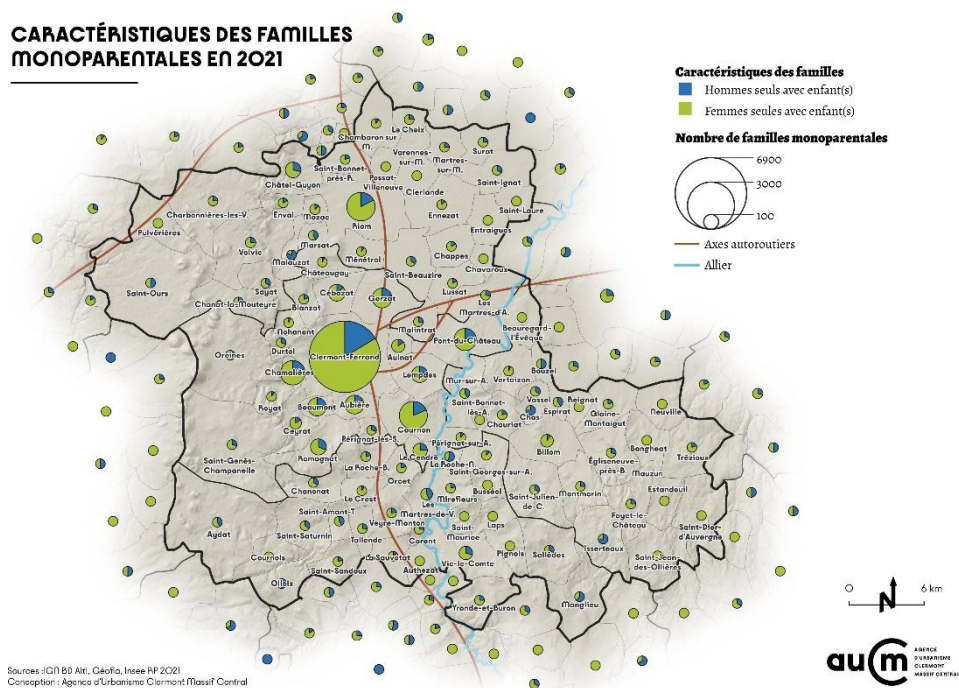 CARACTÉRISTIQUES DES FAMILLES
MONOPARENTALES EN 2021
Caractéristiques des familles
Hommes seuls avec enfant(s)
Femmes seules avec enfant(s)
Nombre de familles monoparentales
6900
3000
100
Axes autoroutiers
Allier
Le Cheix
Chambaron sur
M.
Varennes-
sur-M.
Martres-
sur-M.
Surat
Saint-Bonnet-
près-R.
Pessat-
Villeneuve
Clerlande
Saint-Ignat
Châtel-Guyon
Charbonnières-les-V.
Enval
Mozac
Riom
Ennezat
Saint-Laure
Pulvérières
Entraigues
Volvic
Marsat
Malauzat
Châteaugay
Ménétrol
Saint-Beauzire
Chappes
Chavaroux
Saint-Ours
Sayat
Chanat-la-Mouteyre
Blanzat
Cébazat
Gerzat
Lussat
Les
Martres-d'A.
Nohanent
Malintrat
Beauregard-
l'Évêque
Durtol
Clermont-Ferrand
Aulnat
Pont-du-Château
Orcines
Chamalières
Lempdes
Mur-sur-A.
Vertaizon
Bouzel
Royat
Beaumont
Aubière
Saint-Bonnet-
lès-A.
Vassel
Reignat
Espirat
Chas
Glaine-
Montaigut
Neuville
Ceyrat
Cournon
Chauriat
Pérignat-lès-S.
Pérignat-sur-A.
Billom
Bongheat
Trézioux
Saint-Genès-
Champanelle
Romagnat
Le Cendre
La Roche-B.
La Roche-N.
Saint-Georges-sur-A.
Égliseneuve-
près-B.
Mauzun
Orcet
Chanonat
Le Crest
Les
Martres-de-V.
Mirefleurs
Busséol
Saint-Julien-
de-C.
Montmorin
Estandeuil
Fayet-le-
Château
Saint-Amant-T.
Saint-Saturnin
Tallende
Veyre-Monton
Saint-
Maurice
Laps
Aydat
Corent
Isserteaux
Saint-Dier-
d'Auvergne
Cournols
La Sauvetat
Pignols
Sallèdes
Saint-Jean-
des-Ollières
Saint-Sandoux
Authezat
Vic-le-Comte
Olloix
Yronde-et-Buron
Manglieu
0 6 km
N
Sources : IGN BD Alti, Géofla, Insee RP 2021
Conception : Agence d'Urbanisme Clermont Massif Central
aucm
AGENCE
D'URBANISME
CLERMONT
MASSIF CENTRAL